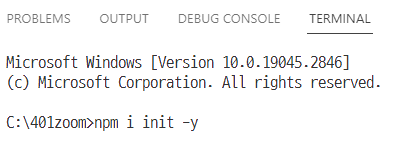 PROBLEMS OUTPUT DEBUG CONSOLE TERMINAL
Microsoft Windows [Version 10.0.19045.2846]
(c) Microsoft Corporation. All rights reserved.
C:\401zoom>npm i init -y